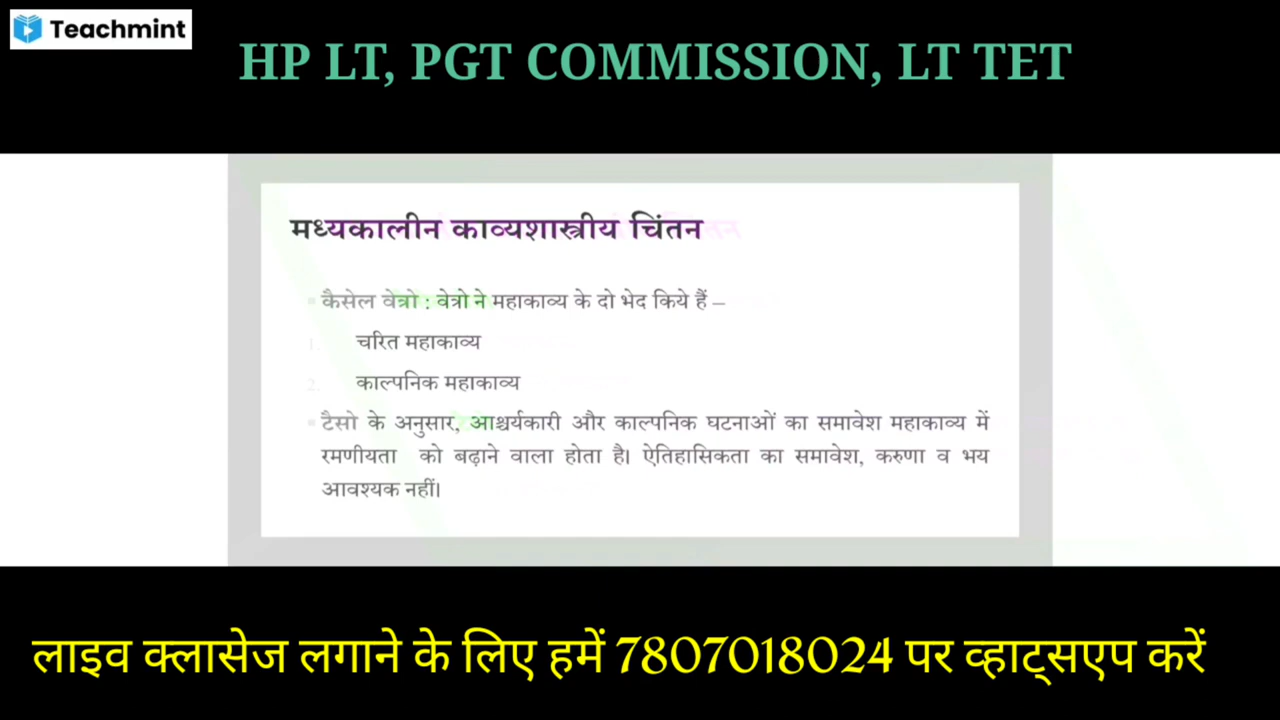 Teachmint
HP LT, PGT COMMISSION, LT TET
मध्यकालीन काव्यशास्त्रीय चिंतन
कैसेल वेत्रो : वेत्रो ने महाकाव्य के दो भेद किये हैं –
1. चरित महाकाव्य
2. काल्पनिक महाकाव्य
टैसो के अनुसार, आश्चर्यकारी और काल्पनिक घटनाओं का समावेश महाकाव्य में
रमणीयता को बढ़ाने वाला होता है। ऐतिहासिकता का समावेश, करुणा व भय
आवश्यक नहीं।
लाइव क्लासेज लगाने के लिए हमें 7807018024 पर व्हाट्सएप करें